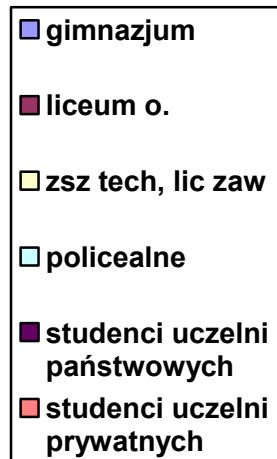 gimnazjum
liceum o.
zsz tech, lic zaw
policealne
studenci uczelni
państwowych
studenci uczelni
prywatnych